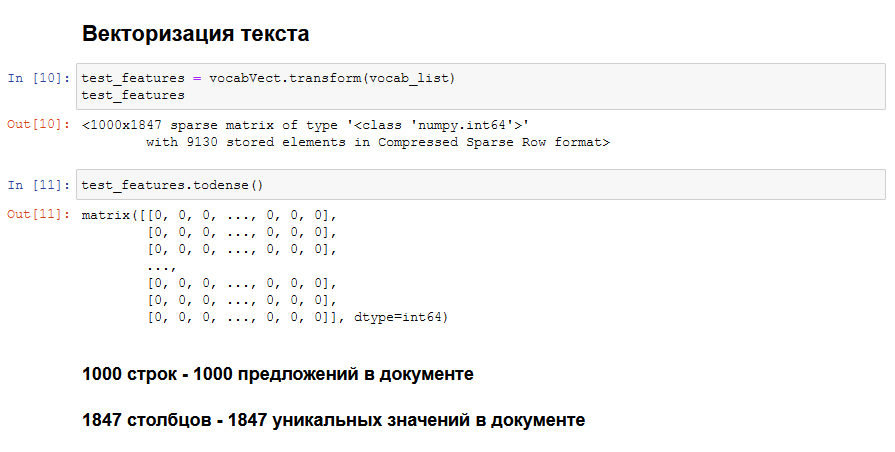 Векторизация текста
In [10]: test_features = vocabVect.transform(vocab_list)
test_features
Out[10]: <1000x1847 sparse matrix of type '<class 'numpy.int64'>'
with 9130 stored elements in Compressed Sparse Row format>
In [11]: test_features.todense()
Out[11]: matrix([[0, 0, 0, ..., 0, 0, 0],
[0, 0, 0, ..., 0, 0, 0],
[0, 0, 0, ..., 0, 0, 0],
...,
[0, 0, 0, ..., 0, 0, 0],
[0, 0, 0, ..., 0, 0, 0],
[0, 0, 0, ..., 0, 0, 0]], dtype=int64)
1000 строк - 1000 предложений в документе
1847 столбцов - 1847 уникальных значений в документе